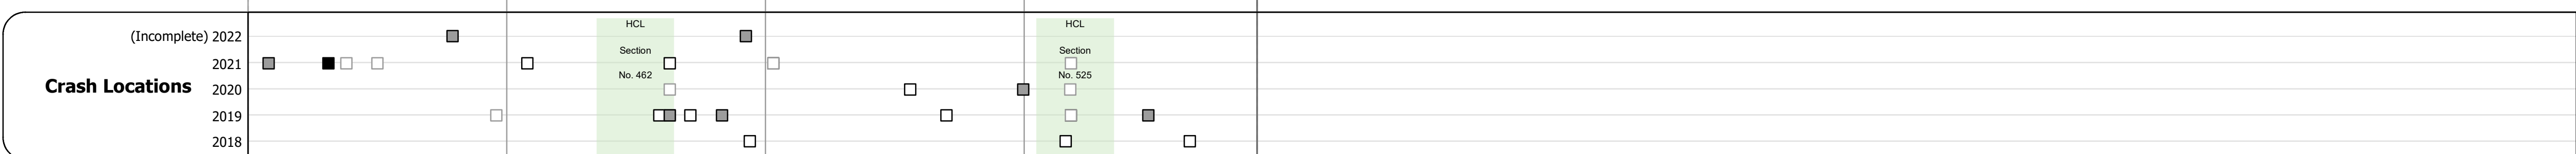 HCL
HCL
(Incomplete) 2022
Section
Section
2021
No. 462
No. 525
Crash Locations
2020
2019
2018